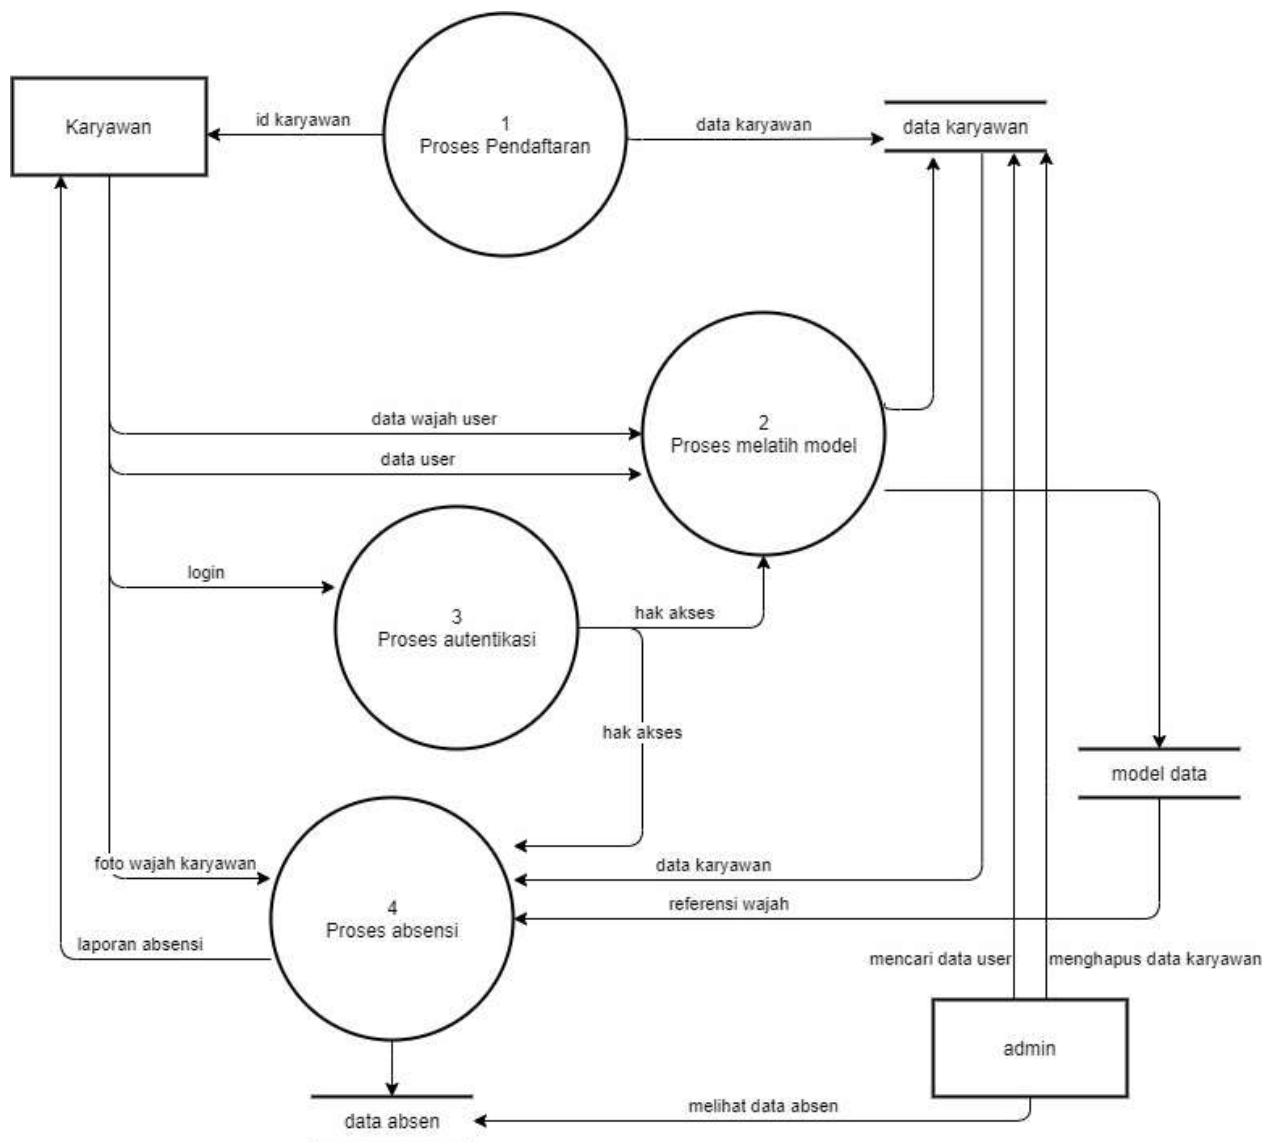 1
Proses Pendaftaran
Karyawan
id karyawan
data karyawan
data karyawan
2
Proses melatih model
data wajah user
data user
login
3
Proses autentikasi
hak akses
hak akses
model data
foto wajah karyawan
data karyawan
referensi wajah
4
Proses absensi
laporan absensi
mencari data user
menghapus data karyawan
admin
melihat data absen
data absen